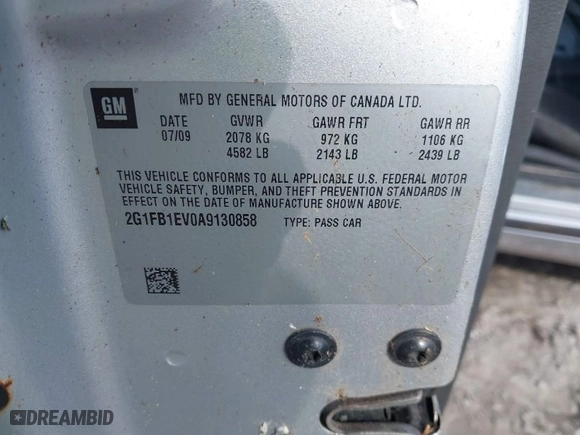 GM
MFD BY GENERAL MOTORS OF CANADA LTD.
DATE GVWR GAWR FRT GAWR RR
07/09 2078 KG 972 KG 1106 KG
4582 LB 2143 LB 2439 LB
THIS VEHICLE CONFORMS TO ALL APPLICABLE U.S. FEDERAL MOTOR
VEHICLE SAFETY, BUMPER, AND THEFT PREVENTION STANDARDS IN
EFFECT ON THE DATE OF MANUFACTURE SHOWN ABOVE.
2G1FB1EV0A9130858 TYPE: PASS CAR
DREAMBID